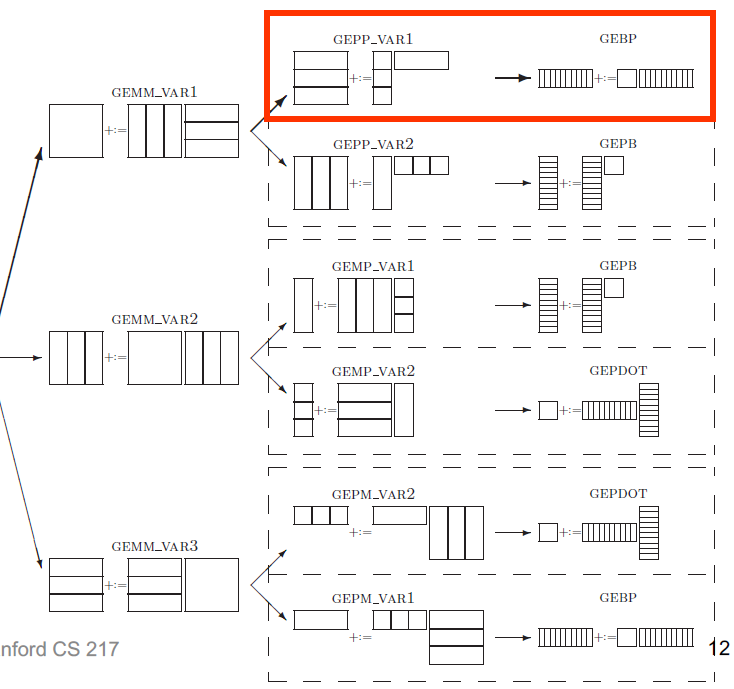 GEPP_VAR1 GEBP
+:= +:=
GEMM_VAR1
+:=
GEPP_VAR2 GEPB
+:= +:=
GEMP_VAR1 GEPB
+:= +:=
GEMM_VAR2
+:=
GEMP_VAR2 GEPDOT
+:= +:=
GEPM_VAR2 GEPDOT
+:= +:=
GEMM_VAR3
+:=
GEPM_VAR1 GEBP
+:= +:=
nford CS 217 12